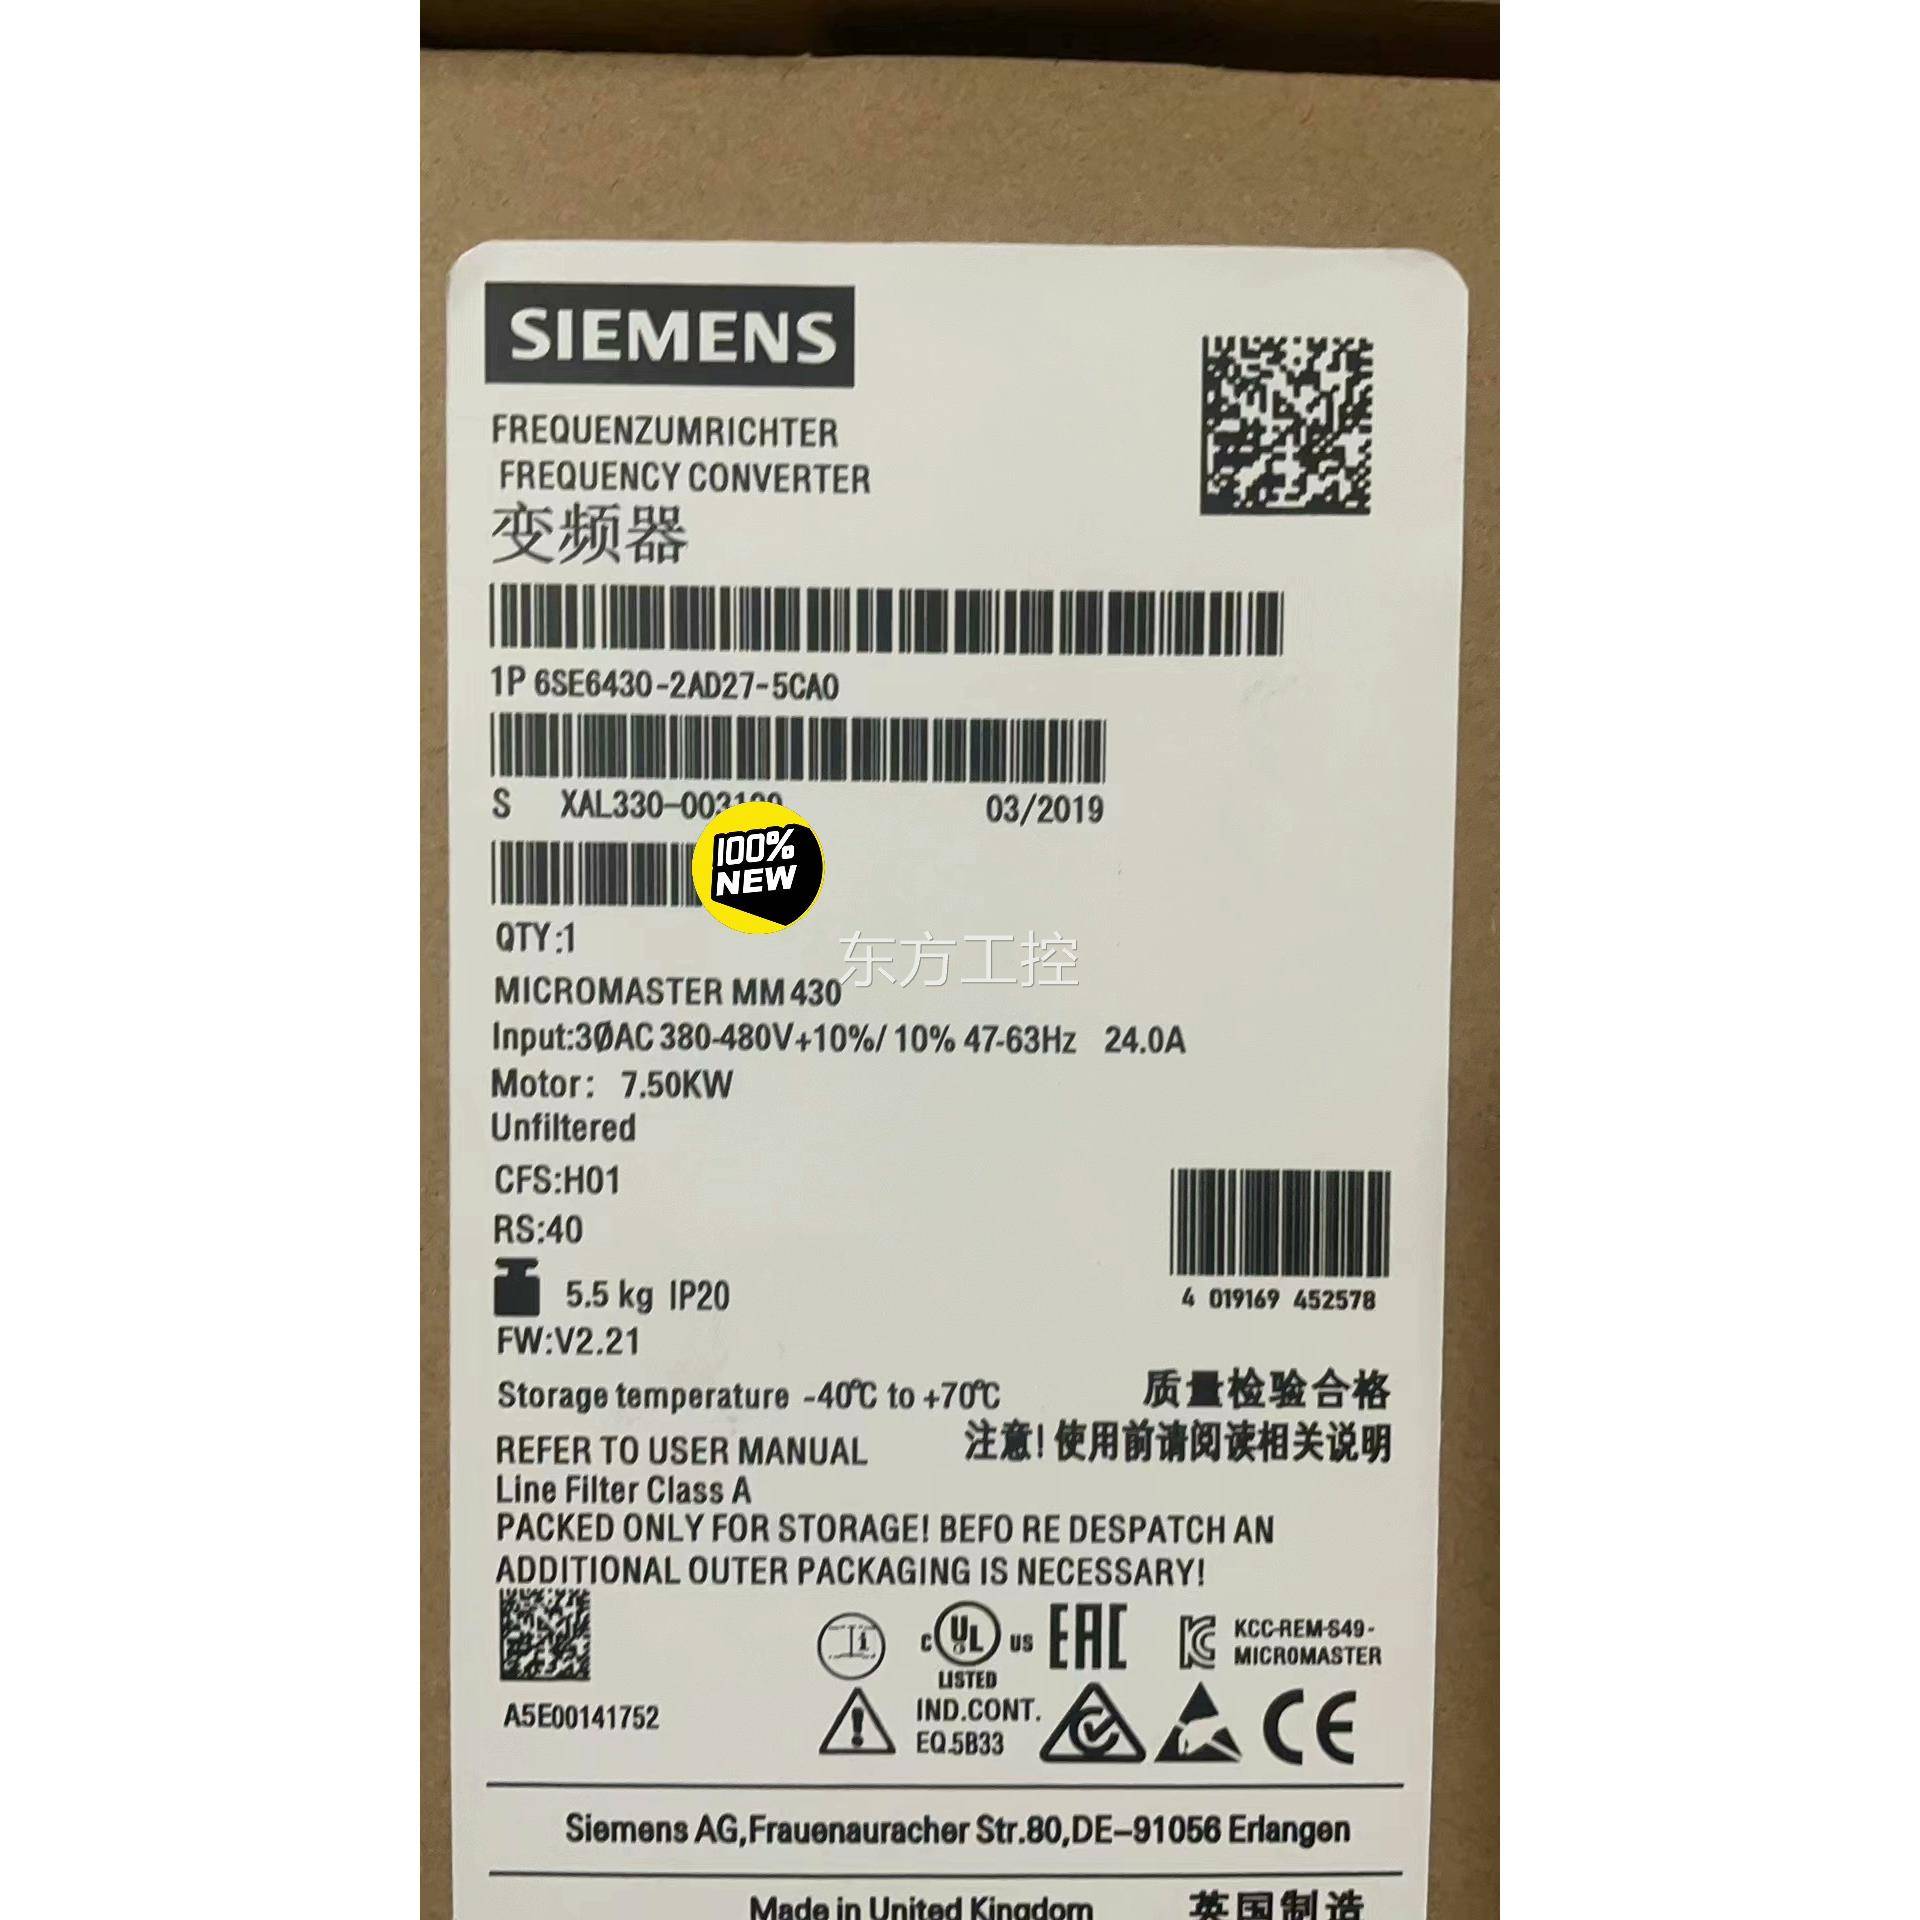 SIEMENS
FREQUENZUMRICHTER
FREQUENCY CONVERTER
变频器
1P 6SE6430-2AD27-5CA0
S XAL330-003100 03/2019
100%
NEW
QTY:1
东方工控
MICROMASTER MM430
Input:3ØAC 380-480V+10%/ 10% 47-63Hz 24.0A
Motor: 7.50KW
Unfiltered
CFS:H01
RS:40
5.5 kg IP20
4 019169 452578
FW:V2.21
Storage temperature -40℃ to +70℃
质量检验合格
REFER TO USER MANUAL
注意!使用前请阅读相关说明
Line Filter Class A
PACKED ONLY FOR STORAGE! BEFO RE DESPATCH AN
ADDITIONAL OUTER PACKAGING IS NECESSARY!
A5E00141752
C UL US
LISTED
IND.CONT.
EQ.5B33
EAC
KCC-REM-S49-
MICROMASTER
CE
Siemens AG,Frauenauracher Str.80,DE-91056 Erlangen
Made in United Kingdom 英国制造